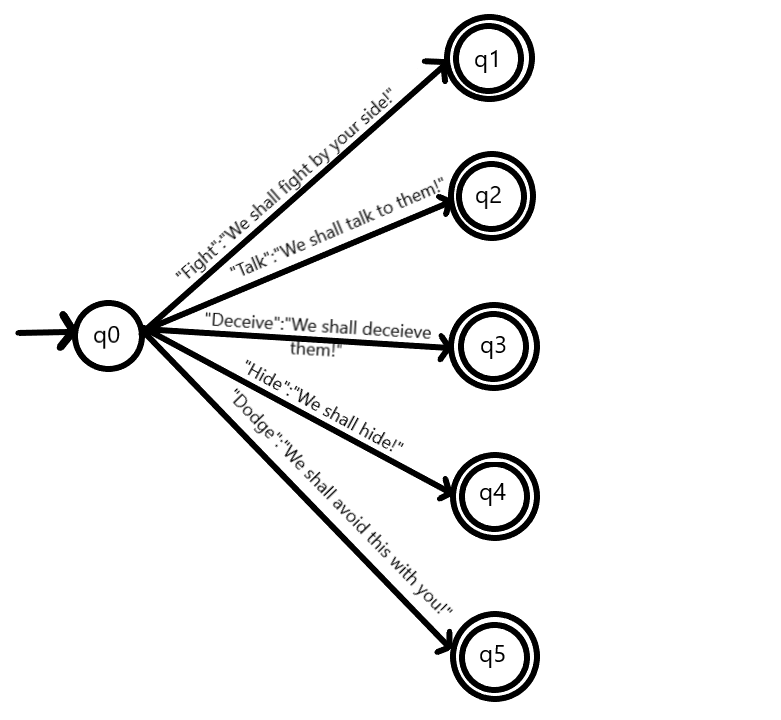 q1
"Fight":"We shall fight by your side!"
q2
"Talk":"We shall talk to them!"
q0
"Deceive":"We shall deceieve
them!"
q3
"Hide":"We shall hide!"
q4
"Dodge":"We shall avoid this with you!"
q5